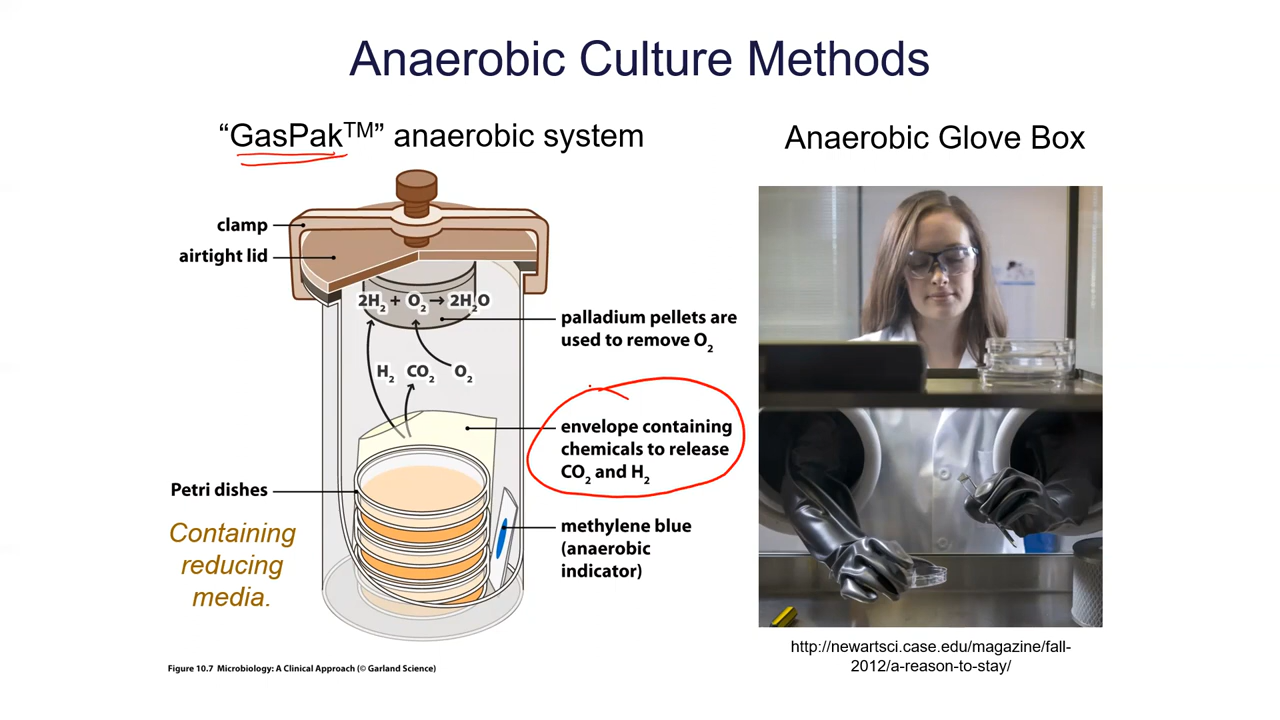 Anaerobic Culture Methods
“GasPak™” anaerobic system
clamp
airtight lid
2H₂ + O₂ → 2H₂O
palladium pellets are
used to remove O₂
H₂ CO₂ O₂
envelope containing
chemicals to release
CO₂ and H₂
Petri dishes
Containing
reducing
media.
methylene blue
(anaerobic
indicator)
Figure 10.7 Microbiology: A Clinical Approach (© Garland Science)
Anaerobic Glove Box
http://newartsci.case.edu/magazine/fall-
2012/a-reason-to-stay/